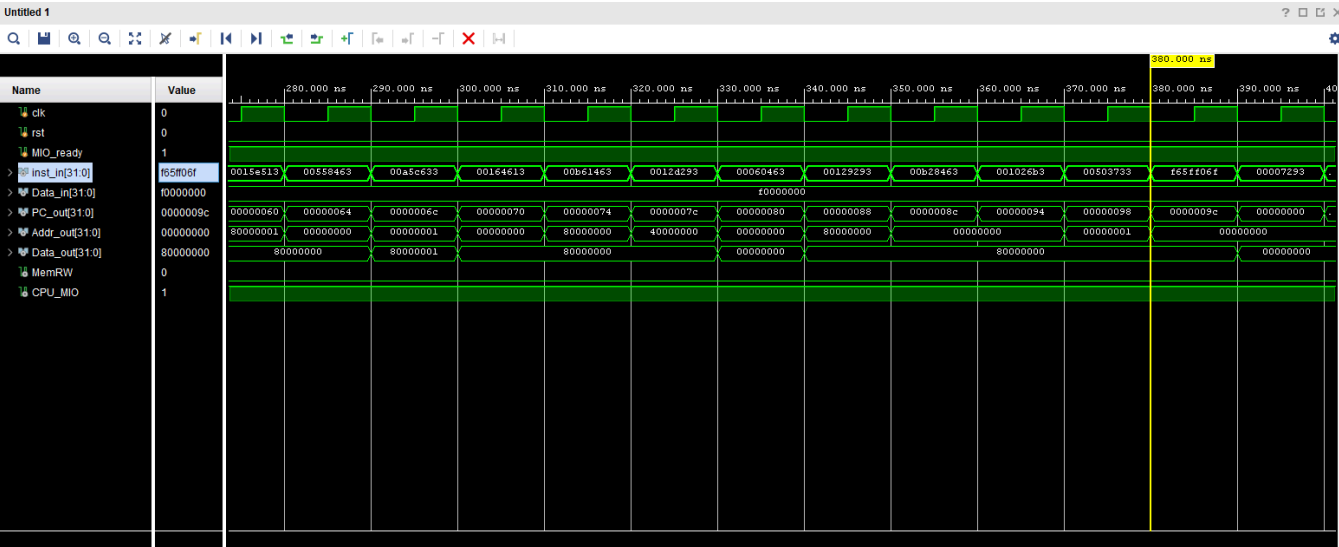 Untitled 1
380.000 ns
Name Value
280.000 ns 290.000 ns 300.000 ns 310.000 ns 320.000 ns 330.000 ns 340.000 ns 350.000 ns 360.000 ns 370.000 ns 380.000 ns 390.000 ns 40
clk 0
rst 0
MIO_ready 1
inst_in[31:0] f65ff06f 0015e513 00558463 00a5c633 00164613 00b61463 0012d293 00060463 00129293 00b28463 001026b3 00503733 f65ff06f 00007293
Data_in[31:0] f0000000 f0000000
PC_out[31:0] 0000009c 00000060 00000064 0000006c 00000070 00000074 0000007c 00000080 00000088 0000008c 00000094 00000098 0000009c 00000000
Addr_out[31:0] 00000000 80000001 00000000 00000001 00000000 80000000 40000000 00000000 80000000 00000000 00000001 00000000
Data_out[31:0] 80000000 80000000 80000001 80000000 00000000 80000000 00000000
MemRW 0
CPU_MIO 1